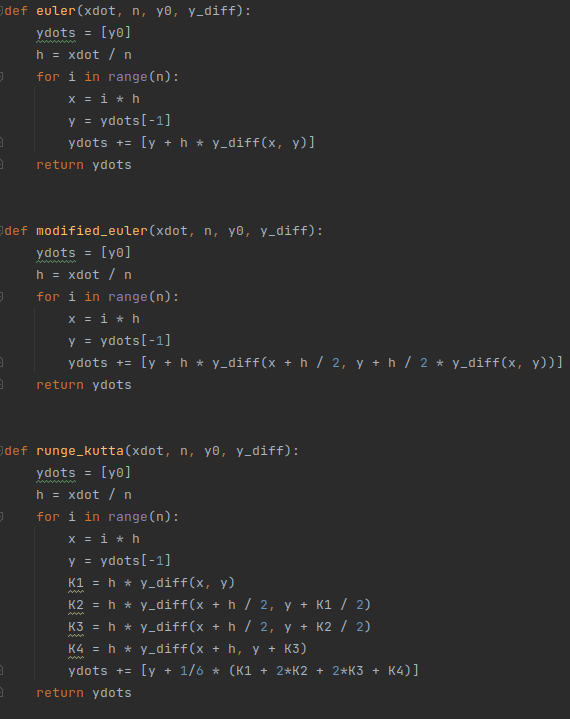 def euler(xdot, n, y0, y_diff):
    ydots = [y0]
    h = xdot / n
    for i in range(n):
        x = i * h
        y = ydots[-1]
        ydots += [y + h * y_diff(x, y)]
    return ydots
def modified_euler(xdot, n, y0, y_diff):
    ydots = [y0]
    h = xdot / n
    for i in range(n):
        x = i * h
        y = ydots[-1]
        ydots += [y + h * y_diff(x + h / 2, y + h / 2 * y_diff(x, y))]
    return ydots
def runge_kutta(xdot, n, y0, y_diff):
    ydots = [y0]
    h = xdot / n
    for i in range(n):
        x = i * h
        y = ydots[-1]
        K1 = h * y_diff(x, y)
        K2 = h * y_diff(x + h / 2, y + K1 / 2)
        K3 = h * y_diff(x + h / 2, y + K2 / 2)
        K4 = h * y_diff(x + h, y + K3)
        ydots += [y + 1/6 * (K1 + 2*K2 + 2*K3 + K4)]
    return ydots